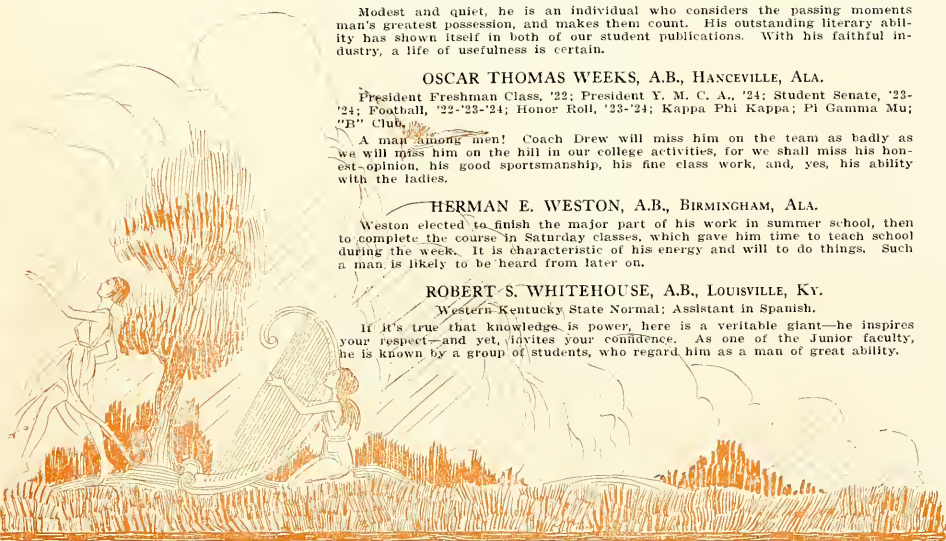 Modest and quiet, he is an individual who considers the passing moments
man's greatest possession, and makes them count. His outstanding literary abil-
ity has shown itself in both of our student publications. With his faithful in-
dustry, a life of usefulness is certain.
OSCAR THOMAS WEEKS, A.B., HANCEVILLE, ALA.
President Freshman Class, '22; President Y. M. C. A., '24; Student Senate, '23-
'24; Football, '22-'23-'24; Honor Roll, '23-'24; Kappa Phi Kappa; Pi Gamma Mu;
"B" Club.
A man among men! Coach Drew will miss him on the team as badly as
we will miss him on the hill in our college activities, for we shall miss his hon-
est opinion, his good sportsmanship, his fine class work, and, yes, his ability
with the ladies.
HERMAN E. WESTON, A.B., BIRMINGHAM, ALA.
Weston elected to finish the major part of his work in summer school, then
to complete the course in Saturday classes, which gave him time to teach school
during the week. It is characteristic of his energy and will to do things. Such
a man is likely to be heard from later on.
ROBERT S. WHITEHOUSE, A.B., LOUISVILLE, KY.
Western Kentucky State Normal; Assistant in Spanish.
If it's true that knowledge is power, here is a veritable giant—he inspires
your respect—and yet, invites your confidence. As one of the Junior faculty,
he is known by a group of students, who regard him as a man of great ability.